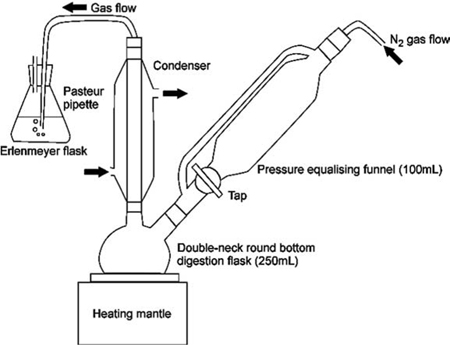 Gas flow
N2 gas flow
Condenser
Pasteur
pipette
Erlenmeyer flask
Pressure equalising funnel (100mL)
Tap
Double-neck round bottom
digestion flask (250mL)
Heating mantle